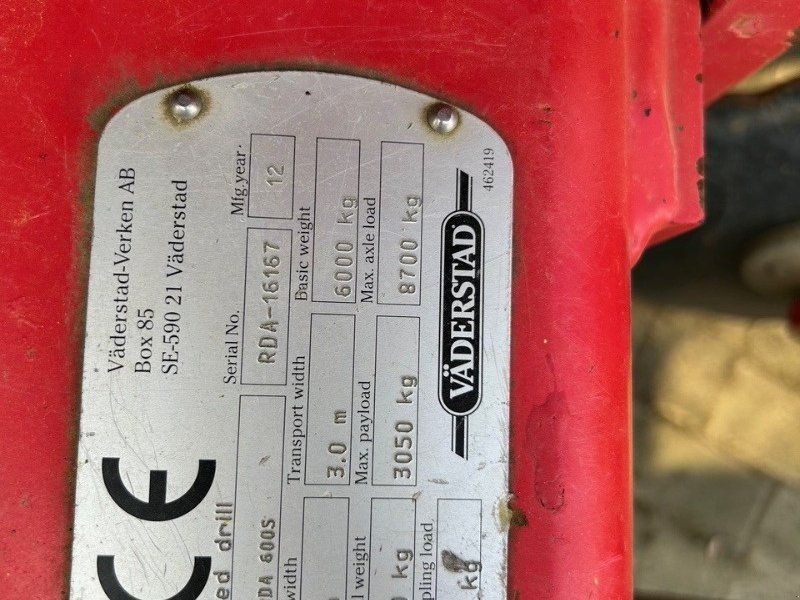 Väderstad-Verken AB
Box 85
SE-590 21 Väderstad
CE
ed drill
Serial No. Mfg.year.
RDA 600S RDA-16167 12
width Transport width Basic weight
3.0 m 6000 kg
l weight Max. payload Max. axle load
kg 3050 kg 8700 kg
pling load
kg
VÄDERSTAD
462419